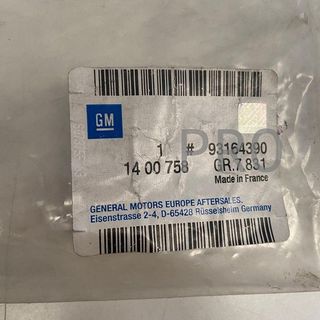 GM
1 # 93164390
14 00 758 GR.7,831
Made in France
PRO
GENERAL MOTORS EUROPE AFTERSALES.
Eisenstrasse 2-4, D-65428 Rüsselsheim Germany